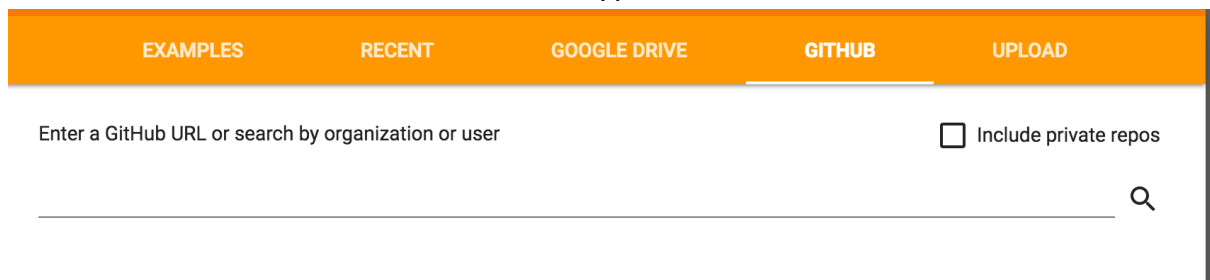 EXAMPLES RECENT GOOGLE DRIVE GITHUB UPLOAD
Enter a GitHub URL or search by organization or user Include private repos